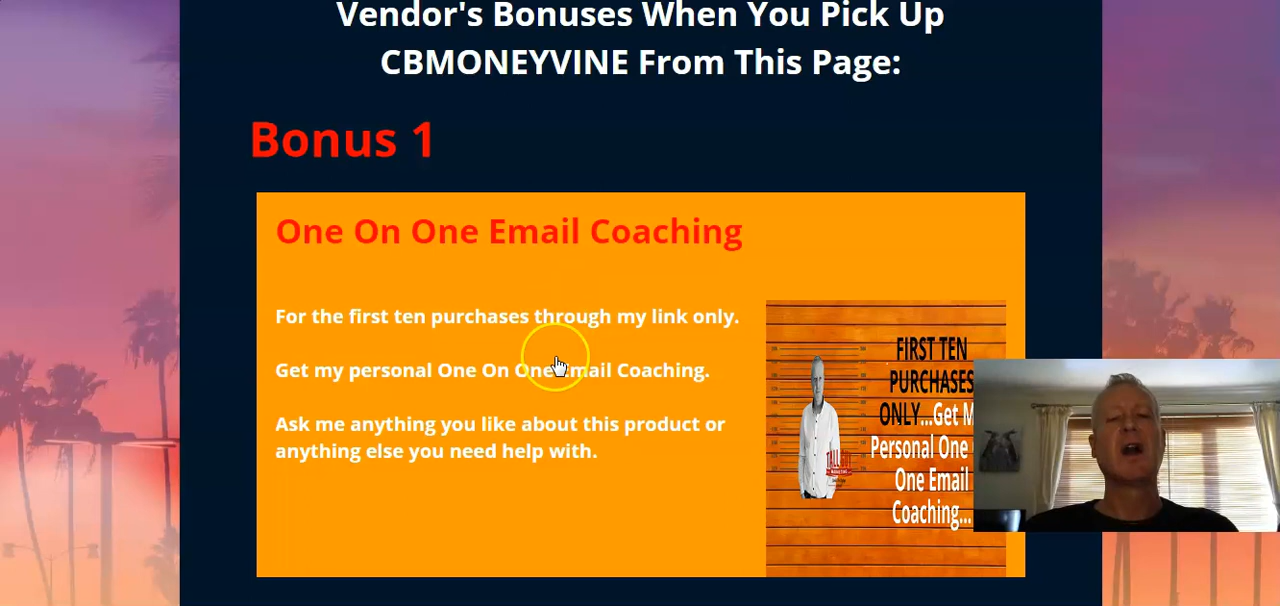 Vendor's Bonuses When You Pick Up
CBMONEYVINE From This Page:
Bonus 1
One On One Email Coaching
For the first ten purchases through my link only.
Get my personal One On One Email Coaching.
Ask me anything you like about this product or
anything else you need help with.
FIRST TEN
PURCHASES
ONLY...Get M
Personal One
One Email
Coaching...